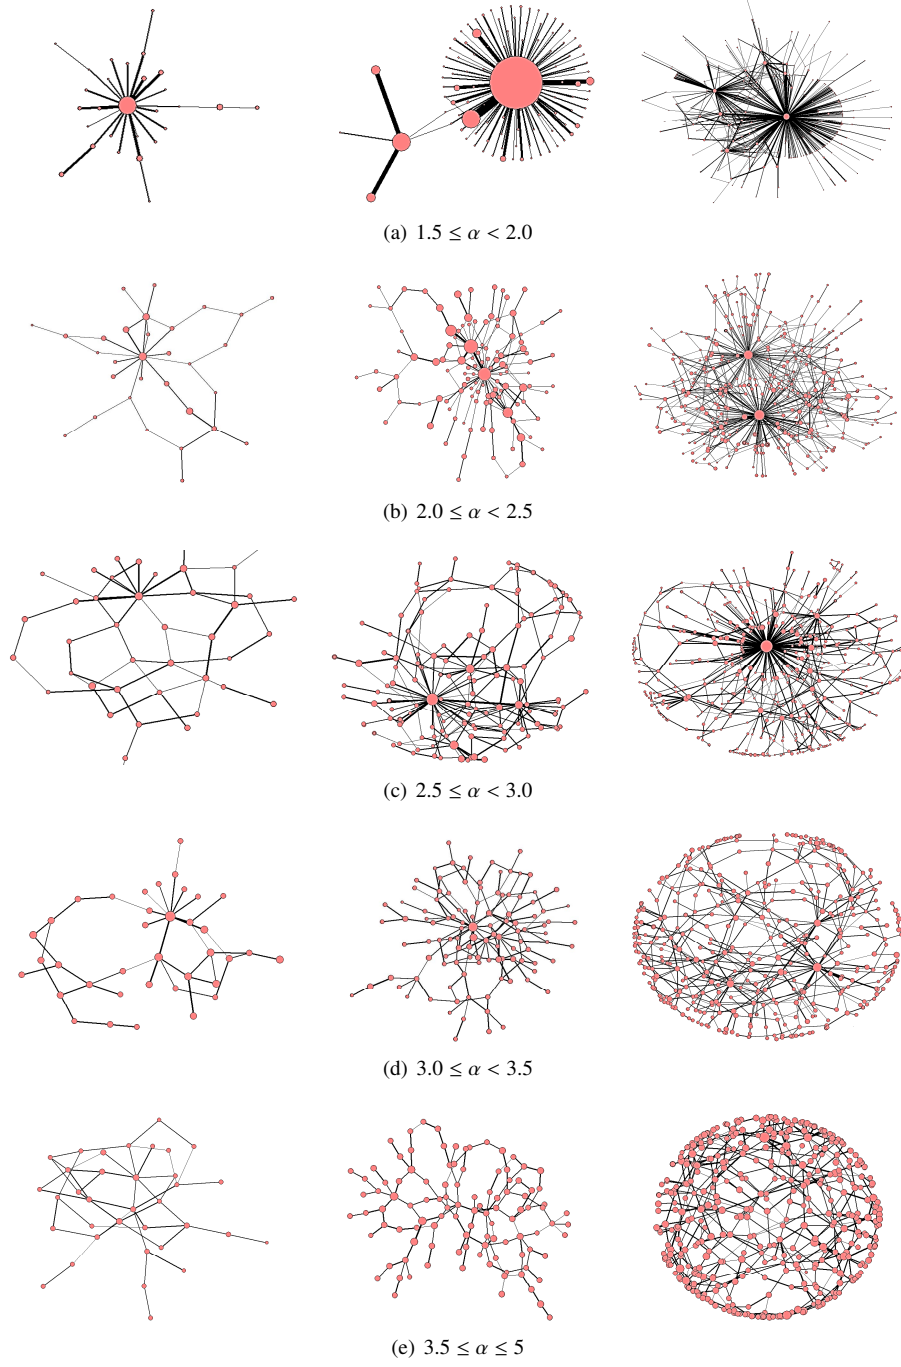 (a) 1.5 ≤ α < 2.0
(b) 2.0 ≤ α < 2.5
(c) 2.5 ≤ α < 3.0
(d) 3.0 ≤ α < 3.5
(e) 3.5 ≤ α ≤ 5